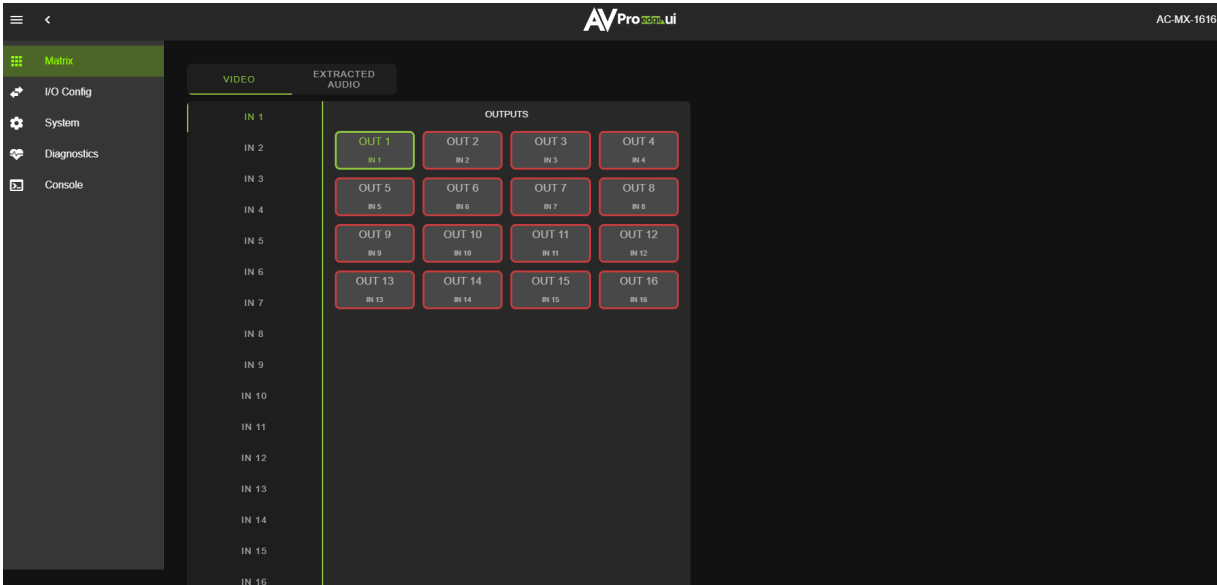 AVPro edge.ui
AC-MX-1616
Matrix
I/O Config
System
Diagnostics
Console
VIDEO
EXTRACTED
AUDIO
IN 1
IN 2
IN 3
IN 4
IN 5
IN 6
IN 7
IN 8
IN 9
IN 10
IN 11
IN 12
IN 13
IN 14
IN 15
IN 16
OUTPUTS
OUT 1 OUT 2 OUT 3 OUT 4
IN 1 IN 2 IN 3 IN 4
OUT 5 OUT 6 OUT 7 OUT 8
IN 5 IN 6 IN 7 IN 8
OUT 9 OUT 10 OUT 11 OUT 12
IN 9 IN 10 IN 11 IN 12
OUT 13 OUT 14 OUT 15 OUT 16
IN 13 IN 14 IN 15 IN 16